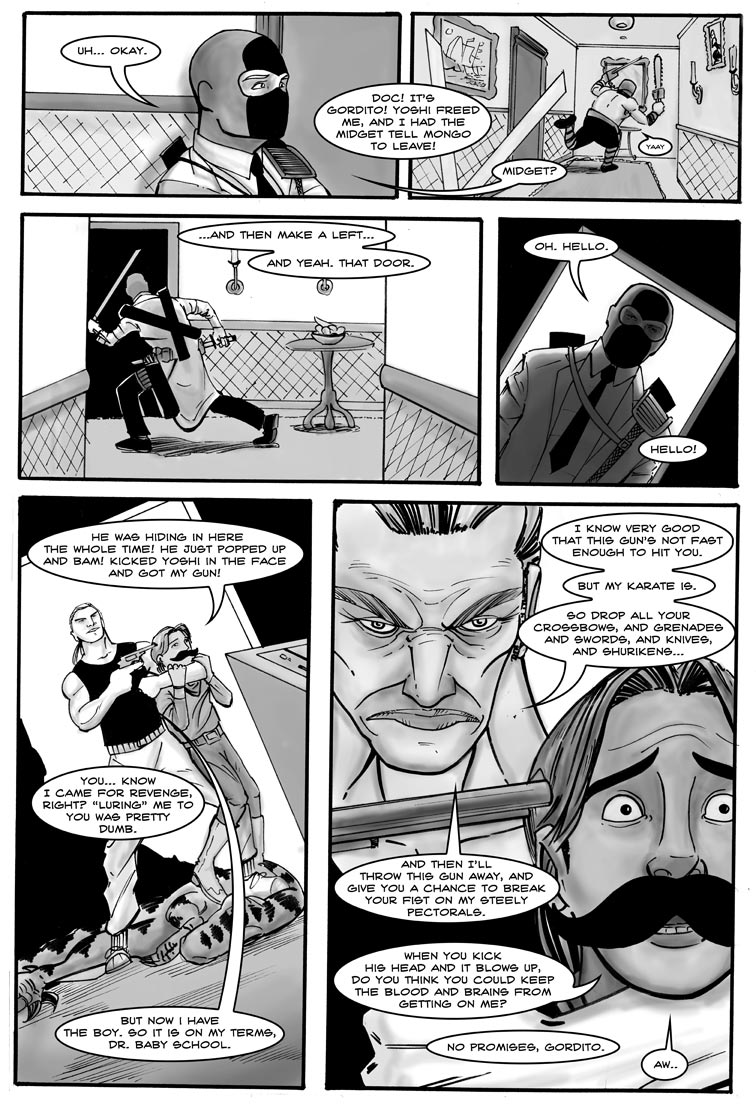 UH... OKAY.
DOC! IT'S
GORDITO! YOSHI FREED
ME, AND I HAD THE
MIDGET TELL MONGO
TO LEAVE!
MIDGET?
YAAY
...AND THEN MAKE A LEFT...
AND YEAH. THAT DOOR.
OH. HELLO.
HELLO!
HE WAS HIDING IN HERE
THE WHOLE TIME! HE JUST POPPED UP
AND BAM! KICKED YOSHI IN THE FACE
AND GOT MY GUN!
YOU... KNOW
I CAME FOR REVENGE,
RIGHT? "LURING" ME TO
YOU WAS PRETTY
DUMB.
BUT NOW I HAVE
THE BOY. SO IT IS ON MY TERMS,
DR. BABY SCHOOL.
I KNOW VERY GOOD
THAT THIS GUN'S NOT FAST
ENOUGH TO HIT YOU.
BUT MY KARATE IS.
SO DROP ALL YOUR
CROSSBOWS, AND GRENADES
AND SWORDS, AND KNIVES,
AND SHURIKENS...
AND THEN I'LL
THROW THIS GUN AWAY, AND
GIVE YOU A CHANCE TO BREAK
YOUR FIST ON MY STEELY
PECTORALS.
WHEN YOU KICK
HIS HEAD AND IT BLOWS UP,
DO YOU THINK YOU COULD KEEP
THE BLOOD AND BRAINS FROM
GETTING ON ME?
NO PROMISES, GORDITO.
AW..